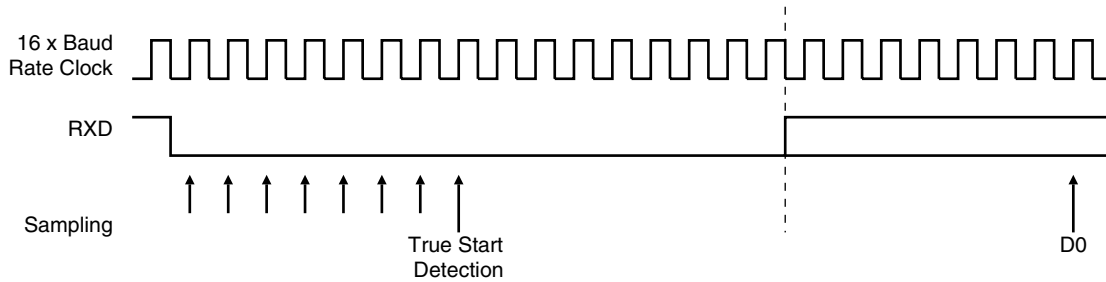 16 x Baud
Rate Clock
RXD
Sampling
True Start
Detection
D0